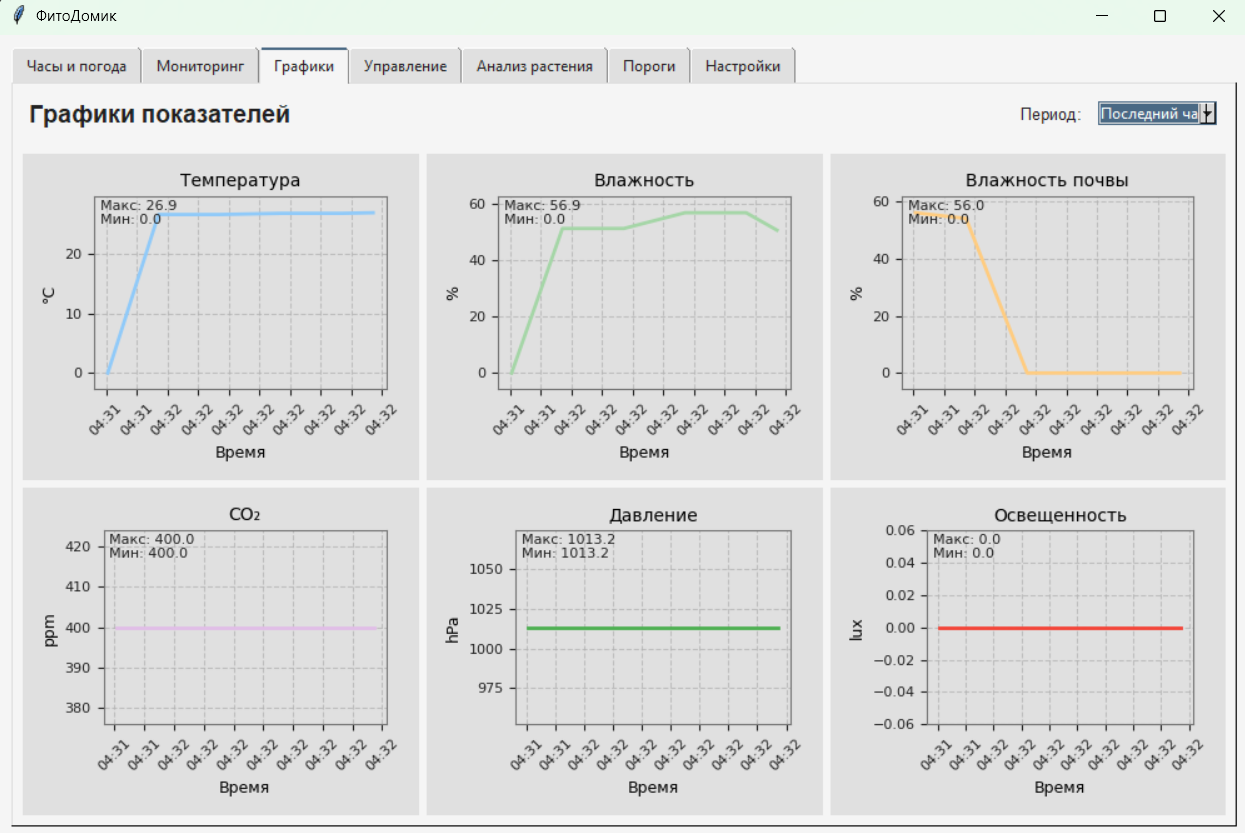 ФитоДомик
Часы и погода Мониторинг Графики Управление Анализ растения Пороги Настройки
Графики показателей
Период: Последний ча
Температура
Макс: 26.9
Мин: 0.0
20
10
0
°C
04:31 04:31 04:32 04:32 04:32 04:32 04:32 04:32 04:32 04:32
Время
Влажность
Макс: 56.9
Мин: 0.0
60
40
20
0
%
04:31 04:31 04:32 04:32 04:32 04:32 04:32 04:32 04:32 04:32
Время
Влажность почвы
Макс: 56.0
Мин: 0.0
60
40
20
0
%
04:31 04:31 04:32 04:32 04:32 04:32 04:32 04:32 04:32 04:32
Время
CO₂
Макс: 400.0
Мин: 400.0
420
410
400
390
380
ppm
04:31 04:31 04:32 04:32 04:32 04:32 04:32 04:32 04:32 04:32
Время
Давление
Макс: 1013.2
Мин: 1013.2
1050
1025
1000
975
hPa
04:31 04:31 04:32 04:32 04:32 04:32 04:32 04:32 04:32 04:32
Время
Освещенность
Макс: 0.0
Мин: 0.0
0.06
0.04
0.02
0.00
−0.02
−0.04
−0.06
lux
04:31 04:31 04:32 04:32 04:32 04:32 04:32 04:32 04:32 04:32
Время